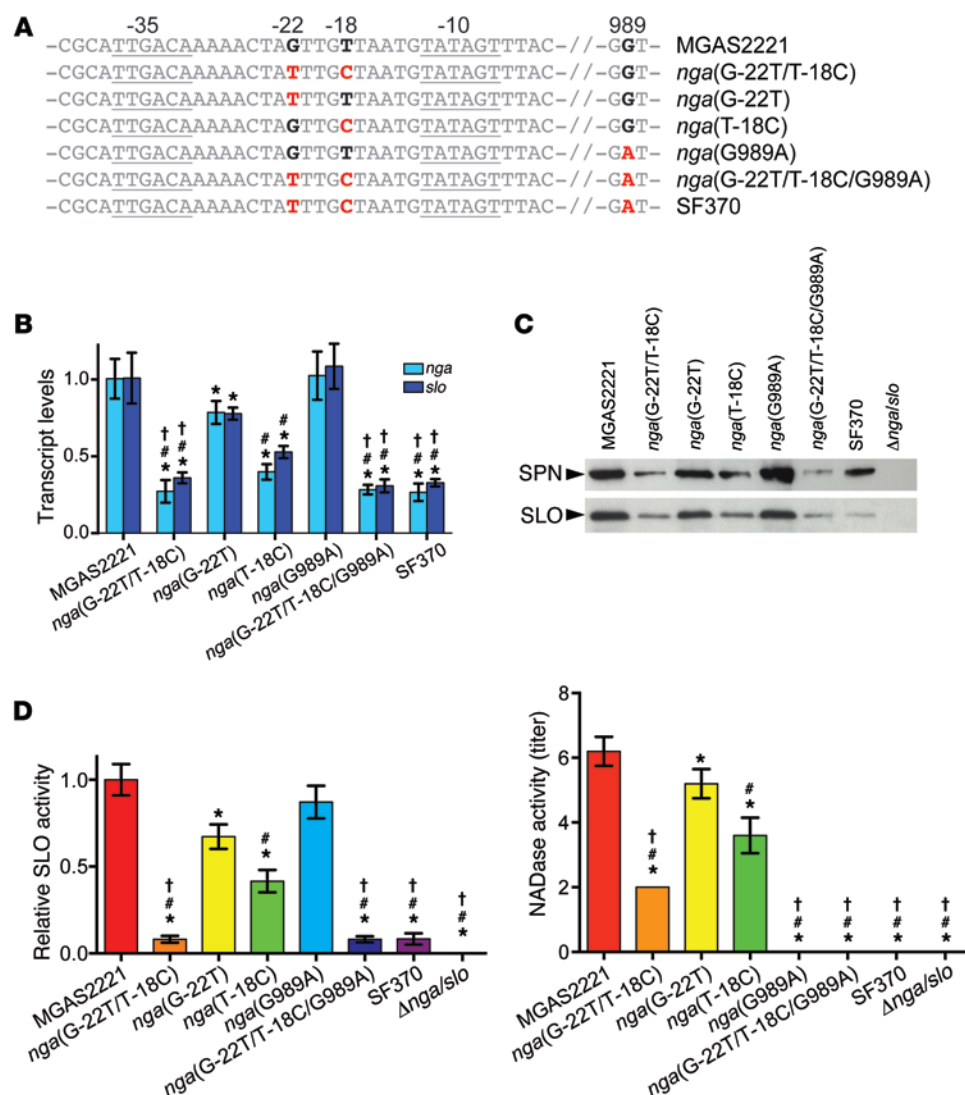 A
-35 -22 -18 -10 989
-CGCATTGACAAAAACTAGTTGTTAATGTATAGTTTAC-//-GGT- MGAS2221
-CGCATTGACAAAAACTATTTGCTAATGTATAGTTTAC-//-GGT- nga(G-22T/T-18C)
-CGCATTGACAAAAACTATTTGTTAATGTATAGTTTAC-//-GGT- nga(G-22T)
-CGCATTGACAAAAACTAGTTGCTAATGTATAGTTTAC-//-GGT- nga(T-18C)
-CGCATTGACAAAAACTAGTTGTTAATGTATAGTTTAC-//-GAT- nga(G989A)
-CGCATTGACAAAAACTATTTGCTAATGTATAGTTTAC-//-GAT- nga(G-22T/T-18C/G989A)
-CGCATTGACAAAAACTATTTGCTAATGTATAGTTTAC-//-GAT- SF370
B
Transcript levels
1.0
0.5
0.0
nga
slo
* *
† # * † # *
# * # *
† # * † # *
† # * † # *
MGAS2221
nga(G-22T/T-18C)
nga(G-22T)
nga(T-18C)
nga(G989A)
nga(G-22T/T-18C/G989A)
SF370
C
MGAS2221
nga(G-22T/T-18C)
nga(G-22T)
nga(T-18C)
nga(G989A)
nga(G-22T/T-18C/G989A)
SF370
Δnga/slo
SPN
SLO
D
Relative SLO activity
1.0
0.5
0.0
† # *
*
# *
† # *
† # *
† # *
MGAS2221
nga(G-22T/T-18C)
nga(G-22T)
nga(T-18C)
nga(G989A)
nga(G-22T/T-18C/G989A)
SF370
Δnga/slo
NADase activity (titer)
8
6
4
2
0
† # *
*
# *
† # *
† # *
† # *
† # *
MGAS2221
nga(G-22T/T-18C)
nga(G-22T)
nga(T-18C)
nga(G989A)
nga(G-22T/T-18C/G989A)
SF370
Δnga/slo